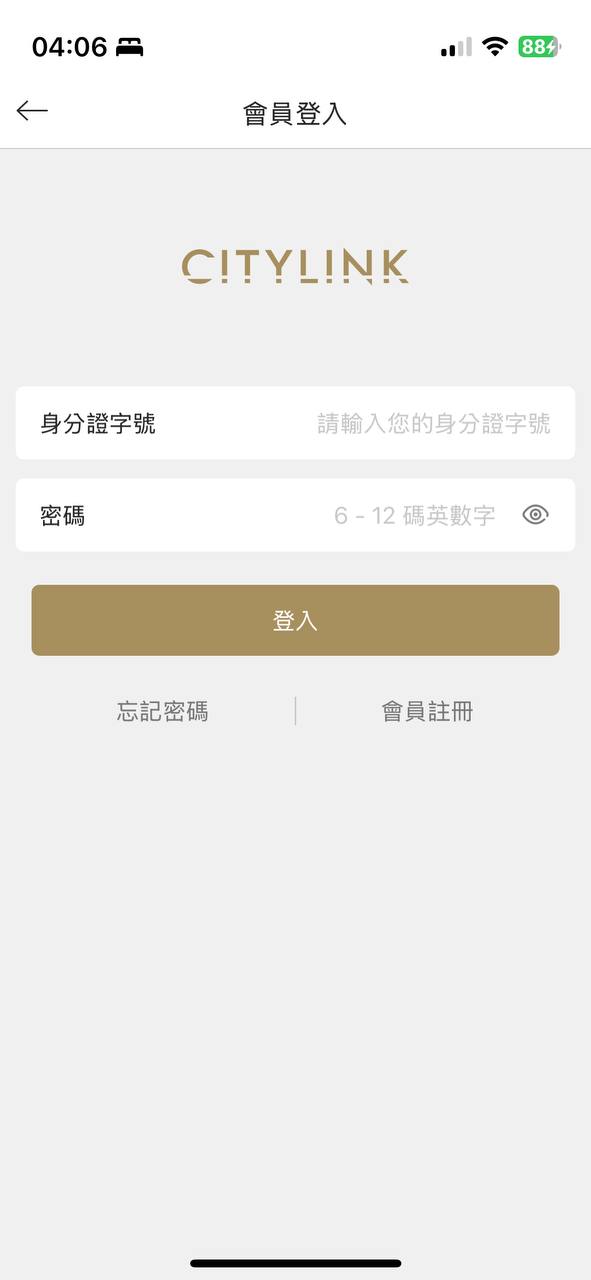 04:06
88
會員登入
CITYLINK
身分證字號 請輸入您的身分證字號
密碼 6 - 12 碼英數字
登入
忘記密碼 會員註冊